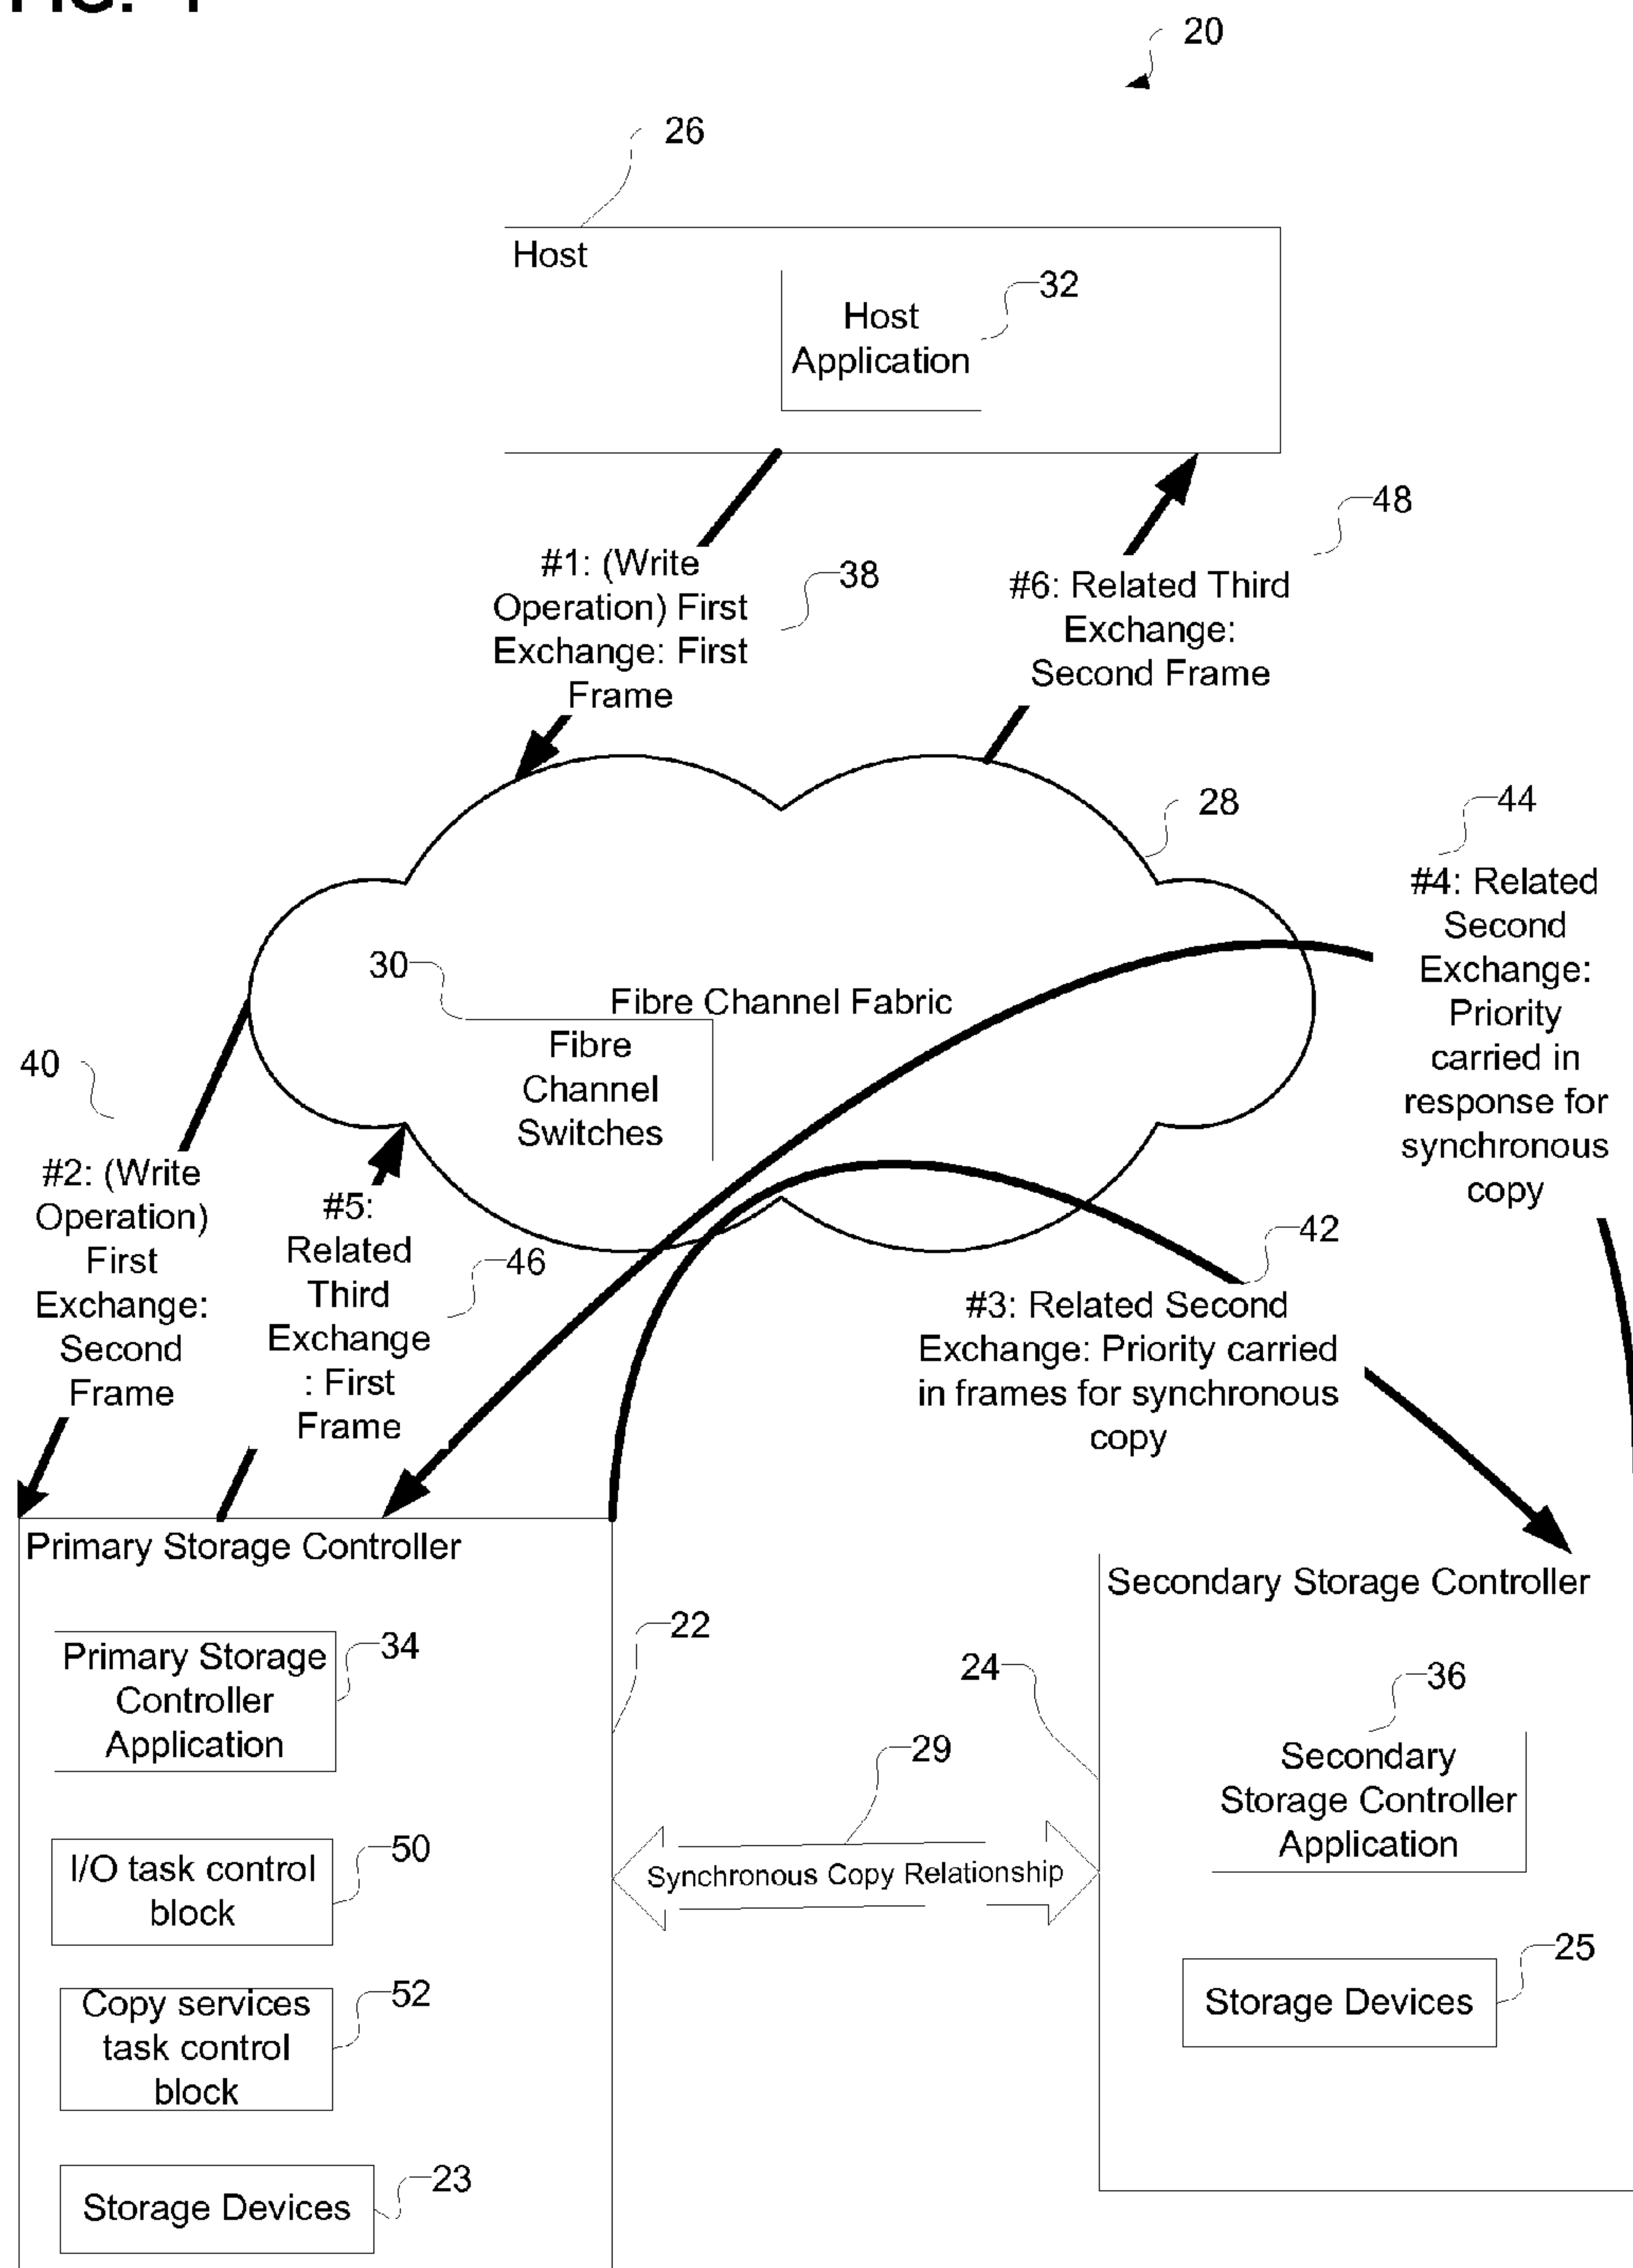 20
26
Host
32
Host
Application
48
#1: (Write
Operation) First
Exchange: First
Frame
38
#6: Related Third
Exchange:
Second Frame
28
44
#4: Related
Second
Exchange:
Priority
carried in
response for
synchronous
copy
30
Fibre Channel Fabric
Fibre
Channel
Switches
40
#2: (Write
Operation)
First
Exchange:
Second
Frame
#5:
Related
Third
Exchange
: First
Frame
46
42
#3: Related Second
Exchange: Priority carried
in frames for synchronous
copy
Primary Storage Controller
Secondary Storage Controller
22
34
Primary Storage
Controller
Application
24
36
Secondary
Storage Controller
Application
29
Synchronous Copy Relationship
50
I/O task control
block
25
Storage Devices
52
Copy services
task control
block
23
Storage Devices